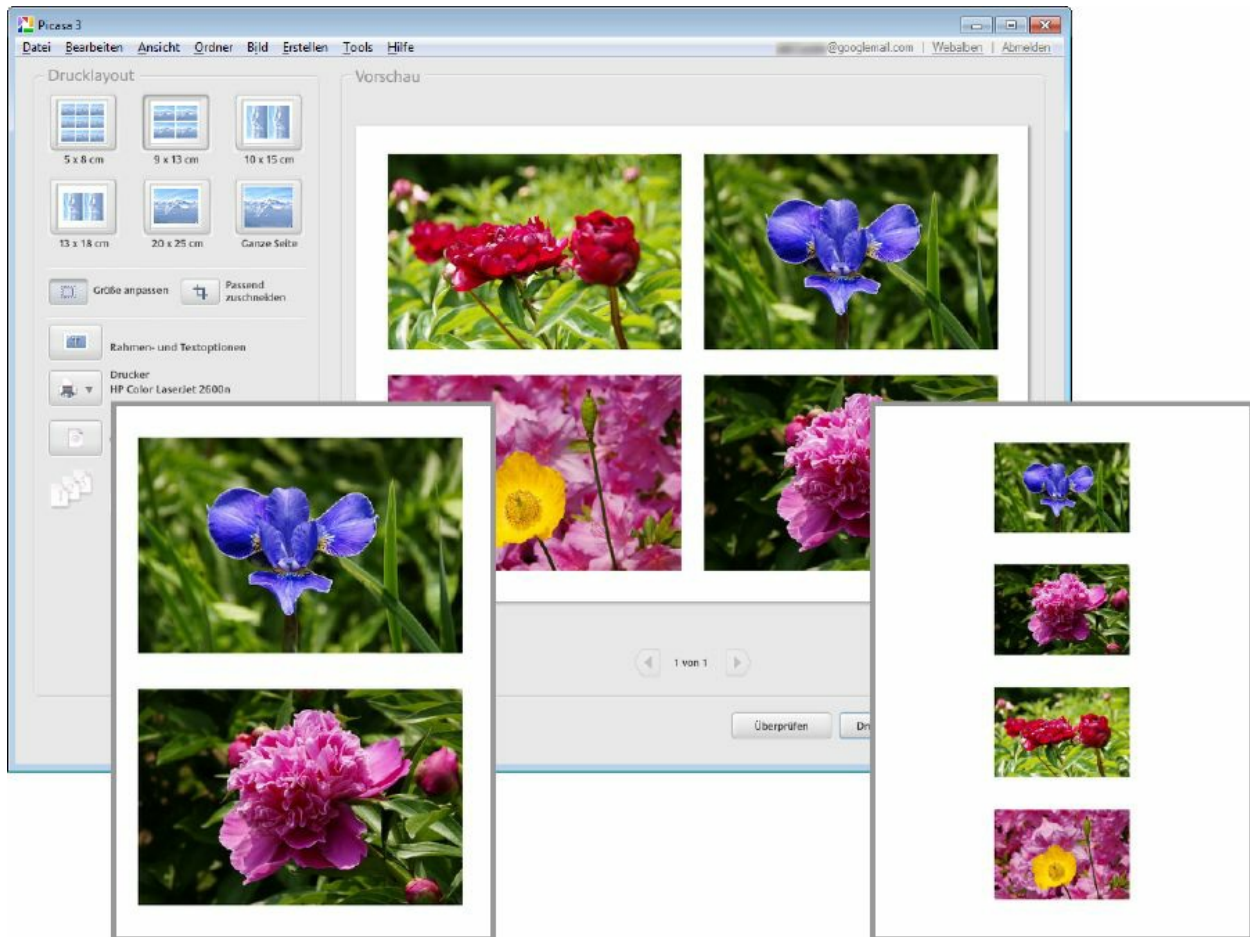 Picasa 3
Datei Bearbeiten Ansicht Ordner Bild Erstellen Tools Hilfe
@googlemail.com | Webalben | Abmelden
Drucklayout
Vorschau
5 x 8 cm 9 x 13 cm 10 x 15 cm
13 x 18 cm 20 x 25 cm Ganze Seite
Größe anpassen
Passend
zuschneiden
Rahmen- und Textoptionen
Drucker
HP Color LaserJet 2600n
1 von 1
Überprüfen